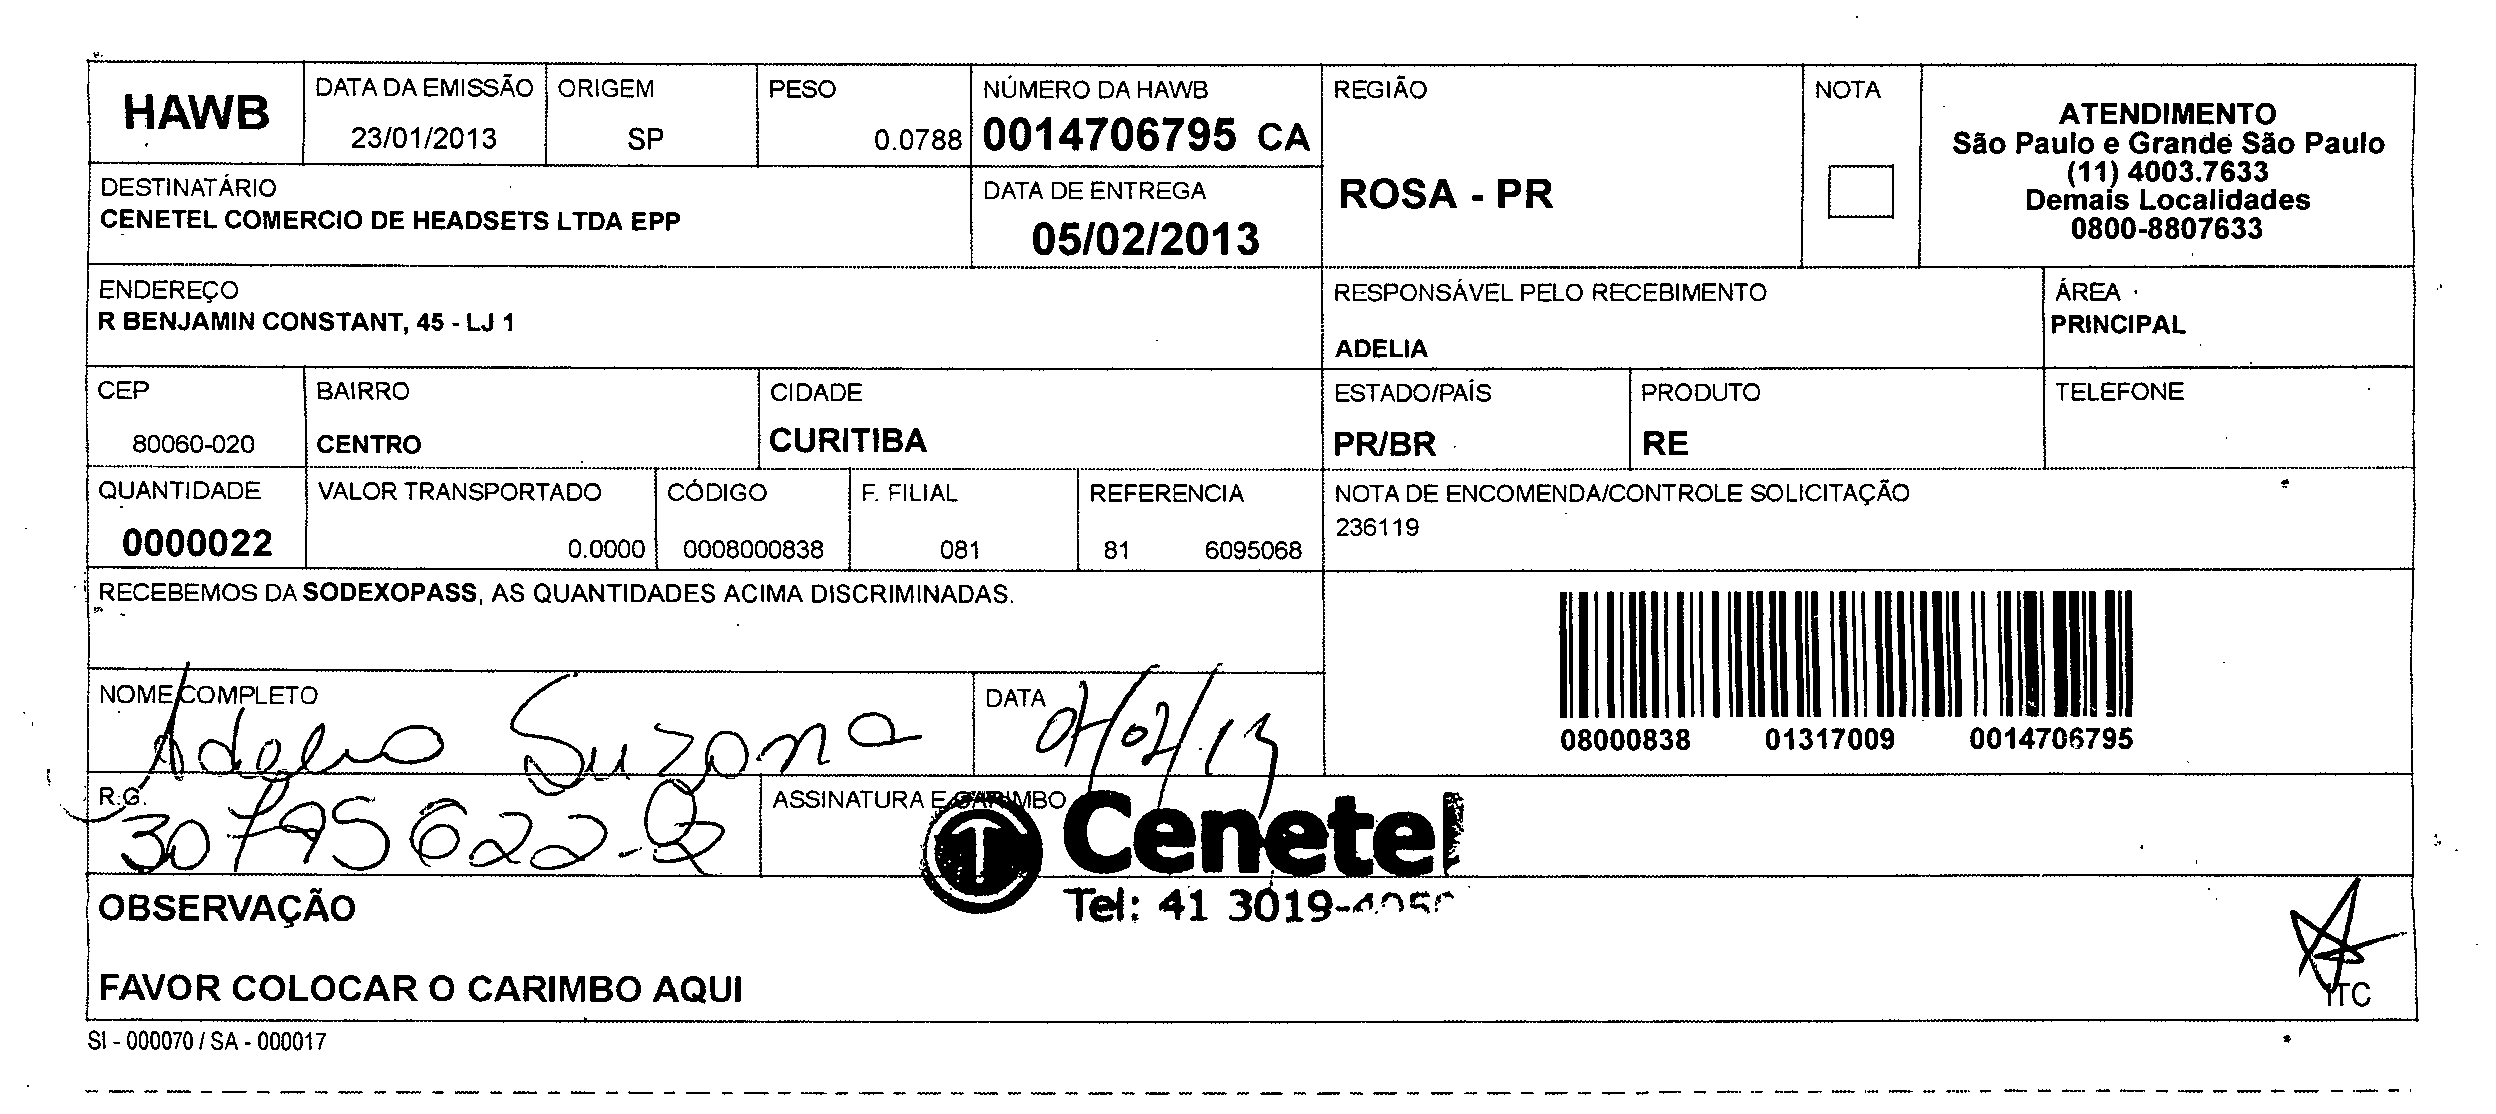 HAWB
DATA DA EMISSÃO
23/01/2013
ORIGEM
SP
PESO
0.0788
NÚMERO DA HAWB
0014706795 CA
REGIÃO
ROSA - PR
NOTA
ATENDIMENTO
São Paulo e Grande São Paulo
(11) 4003.7633
Demais Localidades
0800-8807633
DESTINATÁRIO
CENETEL COMERCIO DE HEADSETS LTDA EPP
DATA DE ENTREGA
05/02/2013
ENDEREÇO
R BENJAMIN CONSTANT, 45 - LJ 1
RESPONSÁVEL PELO RECEBIMENTO
ADELIA
ÁREA
PRINCIPAL
CEP
80060-020
BAIRRO
CENTRO
CIDADE
CURITIBA
ESTADO/PAÍS
PR/BR
PRODUTO
RE
TELEFONE
QUANTIDADE
0000022
VALOR TRANSPORTADO
0.0000
CÓDIGO
0008000838
F. FILIAL
081
REFERENCIA
81 6095068
NOTA DE ENCOMENDA/CONTROLE SOLICITAÇÃO
236119
RECEBEMOS DA SODEXOPASS, AS QUANTIDADES ACIMA DISCRIMINADAS.
08000838 01317009 0014706795
NOME COMPLETO
Adelia Suzana
DATA
R.G.
ASSINATURA E CARIMBO
Cenetel
Tel: 41 3019-
OBSERVAÇÃO
FAVOR COLOCAR O CARIMBO AQUI
ITC
SI - 000070 / SA - 000017